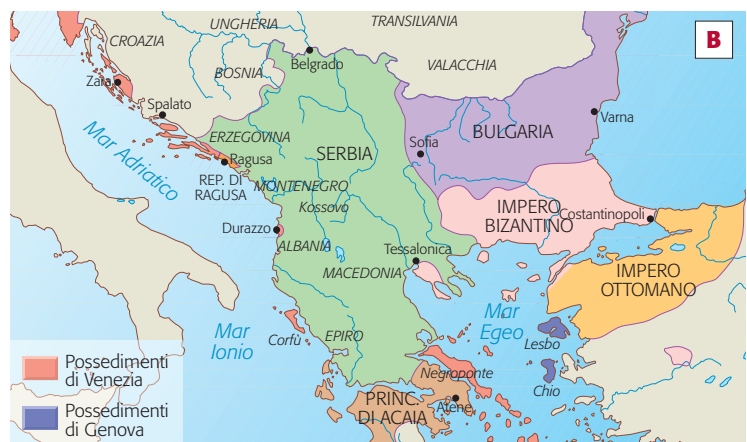 UNGHERIA
TRANSILVANIA
B
CROAZIA
Belgrado
BOSNIA
VALACCHIA
Zara
Spalato
Varna
ERZEGOVINA
BULGARIA
Sofia
SERBIA
Mar Adriatico
Ragusa
REP. DI
RAGUSA
MONTENEGRO
Kossovo
IMPERO
BIZANTINO
Costantinopoli
Durazzo
ALBANIA
Tessalonica
MACEDONIA
IMPERO
OTTOMANO
Mar
Egeo
Mar
Ionio
Corfù
EPIRO
Lesbo
Negroponte
Chio
PRINC.
DI ACAIA
Atene
Possedimenti
di Venezia
Possedimenti
di Genova